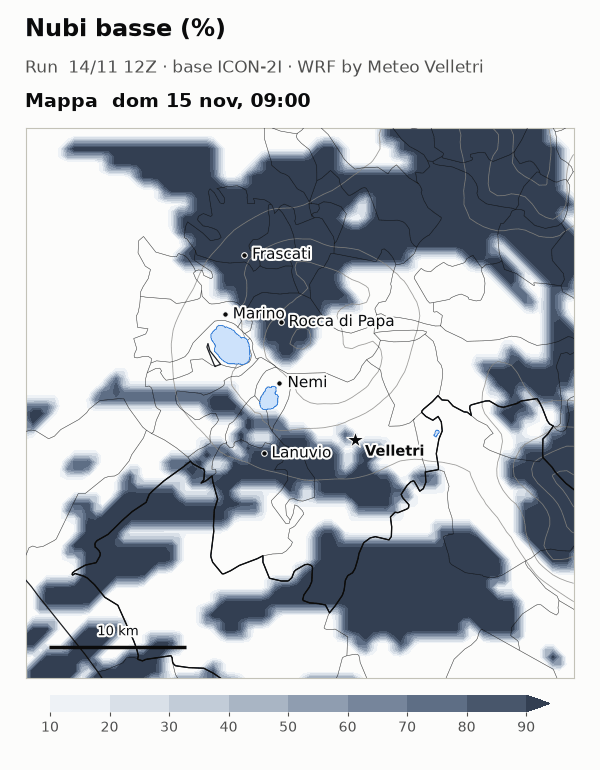 Nubi basse (%)
Run 14/11 12Z · base ICON-2I · WRF by Meteo Velletri
Mappa dom 15 nov, 09:00
Frascati
Marino
Rocca di Papa
Nemi
Velletri
Lanuvio
10 km
10 20 30 40 50 60 70 80 90